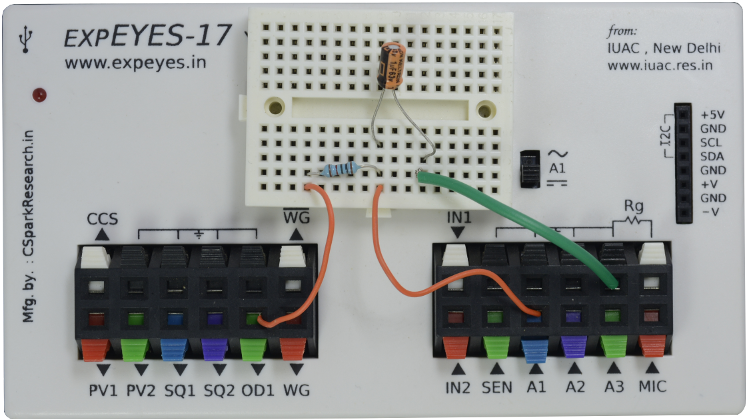 EXPEYES-17
www.expeyes.in
from:
IUAC , New Delhi
www.iuac.res.in
Mfg. by. : CSparkResearch.in
I2C
+5V
GND
SCL
SDA
GND
+V
GND
−V
A1
Rg
CCS
WG
IN1
PV1 PV2 SQ1 SQ2 OD1 WG
IN2 SEN A1 A2 A3 MIC